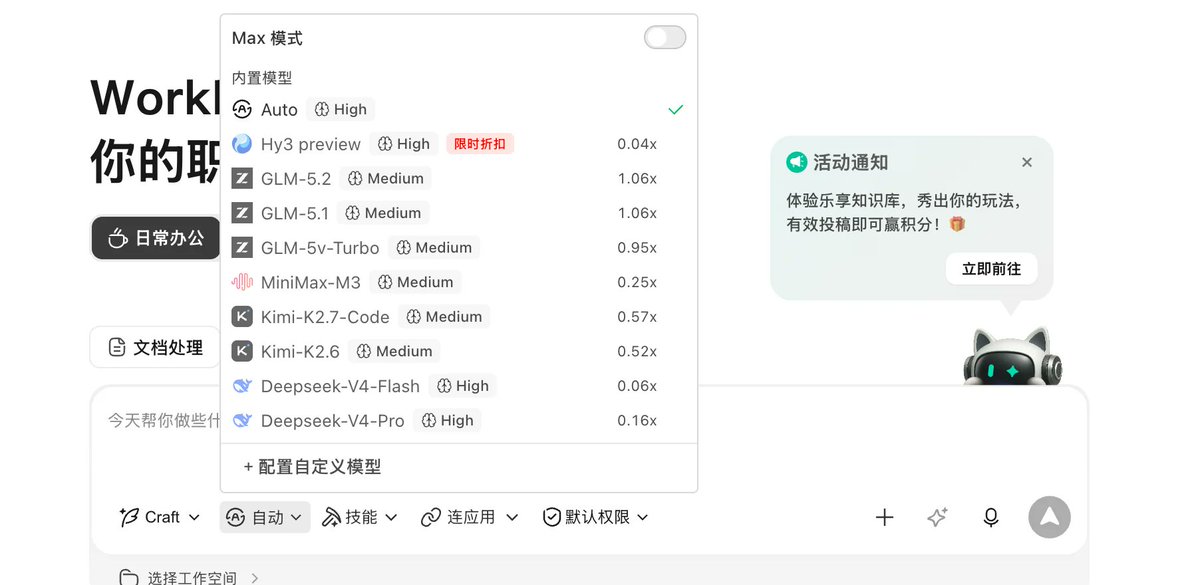 Max 模式
内置模型
Auto High
Hy3 preview High 限时折扣 0.04x
GLM-5.2 Medium 1.06x
GLM-5.1 Medium 1.06x
GLM-5v-Turbo Medium 0.95x
MiniMax-M3 Medium 0.25x
Kimi-K2.7-Code Medium 0.57x
Kimi-K2.6 Medium 0.52x
Deepseek-V4-Flash High 0.06x
Deepseek-V4-Pro High 0.16x
+ 配置自定义模型
Work
你的职
日常办公
文档处理
活动通知
体验乐享知识库，秀出你的玩法，
有效投稿即可赢积分！🎁
立即前往
今天帮你做些什
Craft 自动 技能 连应用 默认权限
选择工作空间